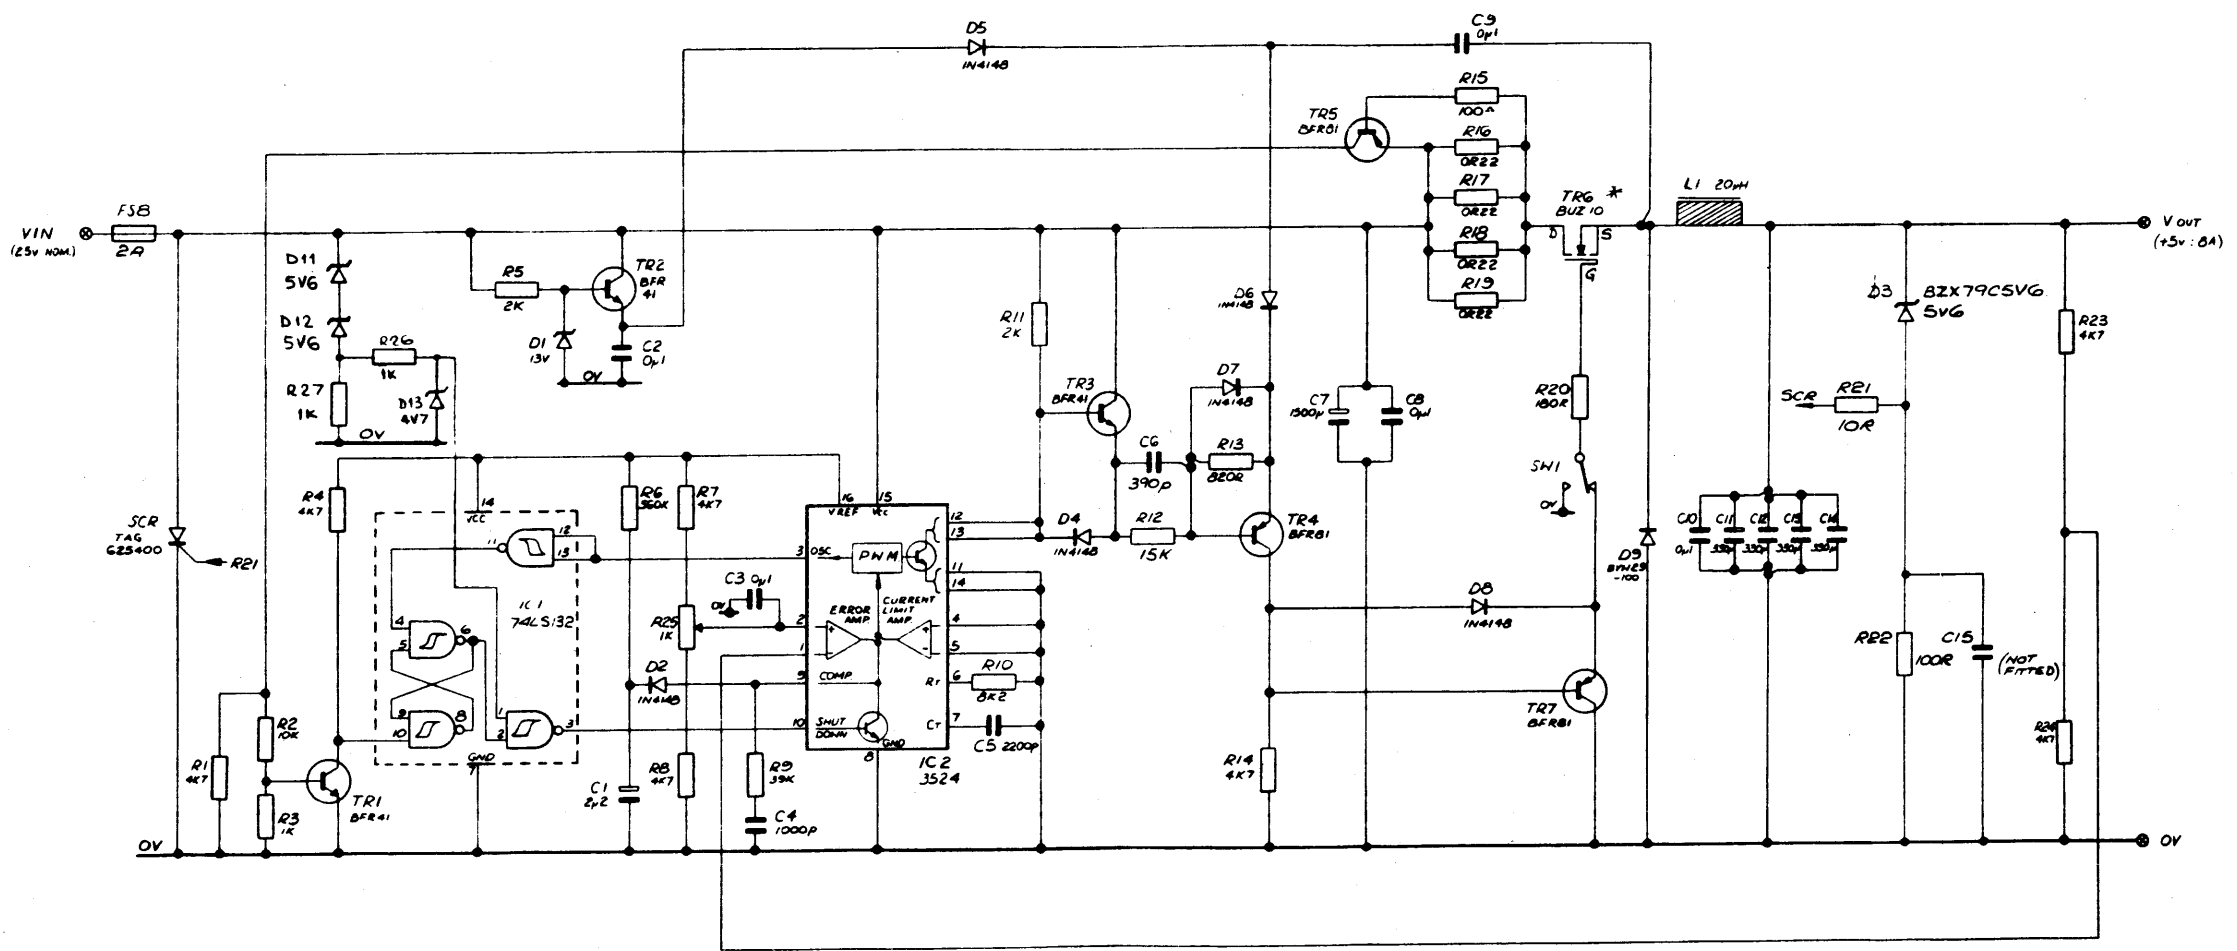 D5
1N4148
C9
0µ1
R15
100Ω
TR5
BFR81
R16
0R22
R17
0R22
R18
0R22
R19
0R22
TR6 *
BUZ10
D
S
G
L1 20µH
VIN
(25V NOM.)
FS8
2A
V OUT
(+5V : 8A)
D11
5V6
D12
5V6
R26
1K
R27
1K
D13
4V7
0V
R5
2K
D1
13V
TR2
BFR
41
C2
0µ1
0V
R11
2K
D6
1N4148
TR3
BFR41
D7
1N4148
C6
390p
R13
820R
C7
1500µ
C8
0µ1
R20
180R
SW1
0V
D3
BZX79C5V6
5V6
R23
4K7
SCR
R21
10R
SCR
TAG
625400
R21
R4
4K7
14
VCC
11
12
13
IC1
74LS132
4
5
6
9
10
8
1
2
3
GND
7
R6
560K
R7
4K7
C3 0µ1
0V
R25
1K
D2
1N4148
R8
4K7
C1
2µ2
R9
39K
C4
1000p
16
VREF
15
VCC
3
OSC
PWM
12
13
11
14
ERROR
AMP.
CURRENT
LIMIT
AMP.
2
1
+
-
+
-
4
5
9
COMP.
RT
6
R10
8K2
10
SHUT
DOWN
CT
7
C5 2200p
GND
8
IC2
3524
D4
1N4148
R12
15K
TR4
BFR81
D8
1N4148
TR7
BFR81
R14
4K7
D9
BYW29
-100
C10
0µ1
C11
330µ
C12
330µ
C13
330µ
C14
330µ
R22
100R
C15
(NOT
FITTED)
R24
4K7
R1
4K7
R2
10K
R3
1K
TR1
BFR41
0V
0V